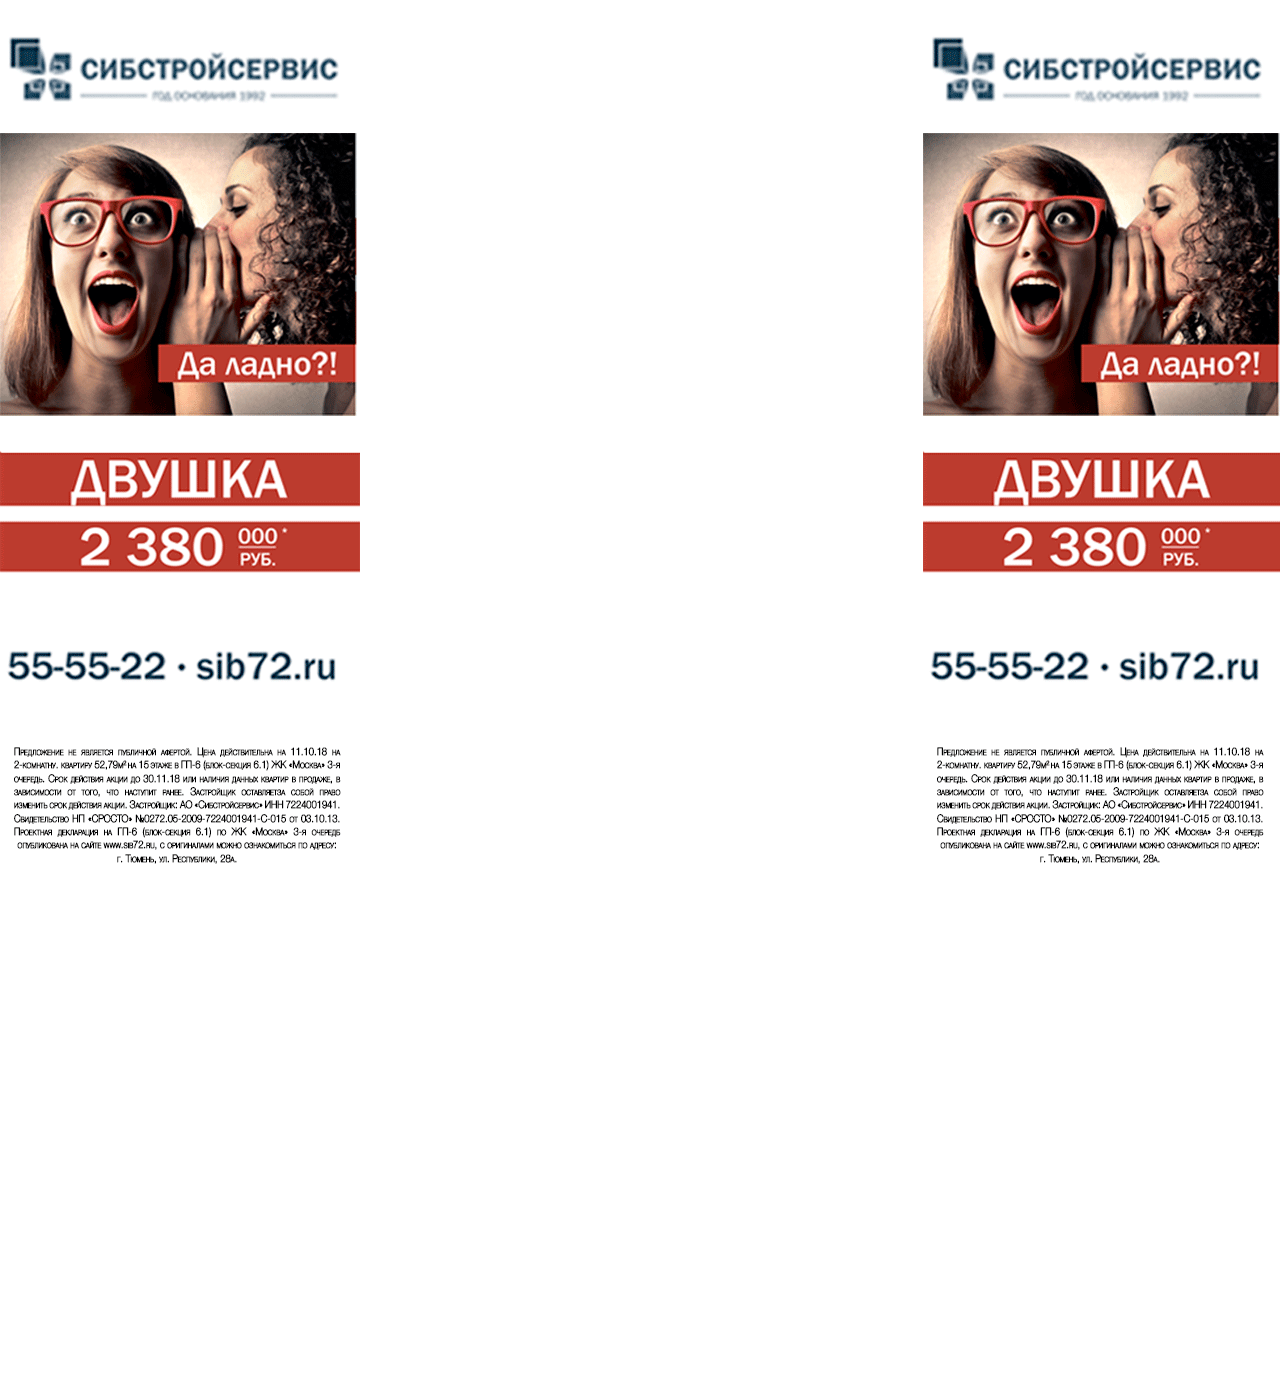 СИБСТРОЙСЕРВИС
ГОД ОСНОВАНИЯ 1992
Да ладно?!
ДВУШКА
2 380 000* РУБ.
55-55-22 · sib72.ru
Предложение не является публичной афертой. Цена действительна на 11.10.18 на
2-комнатну. квартиру 52,79м² на 15 этаже в ГП-6 (блок-секция 6.1) ЖК «Москва» 3-я
очередь. Срок действия акции до 30.11.18 или наличия данных квартир в продаже, в
зависимости от того, что наступит ранее. Застройщик оставляетза собой право
изменить срок действия акции. Застройщик: АО «Сибстройсервис» ИНН 7224001941.
Свидетельство НП «СРОСТО» №0272.05-2009-7224001941-С-015 от 03.10.13.
Проектная декларация на ГП-6 (блок-секция 6.1) по ЖК «Москва» 3-я очередь
опубликована на сайте www.sib72.ru, с оригиналами можно ознакомиться по адресу:
г. Тюмень, ул. Республики, 28а.
СИБСТРОЙСЕРВИС
ГОД ОСНОВАНИЯ 1992
Да ладно?!
ДВУШКА
2 380 000* РУБ.
55-55-22 · sib72.ru
Предложение не является публичной афертой. Цена действительна на 11.10.18 на
2-комнатну. квартиру 52,79м² на 15 этаже в ГП-6 (блок-секция 6.1) ЖК «Москва» 3-я
очередь. Срок действия акции до 30.11.18 или наличия данных квартир в продаже, в
зависимости от того, что наступит ранее. Застройщик оставляетза собой право
изменить срок действия акции. Застройщик: АО «Сибстройсервис» ИНН 7224001941.
Свидетельство НП «СРОСТО» №0272.05-2009-7224001941-С-015 от 03.10.13.
Проектная декларация на ГП-6 (блок-секция 6.1) по ЖК «Москва» 3-я очередь
опубликована на сайте www.sib72.ru, с оригиналами можно ознакомиться по адресу:
г. Тюмень, ул. Республики, 28а.